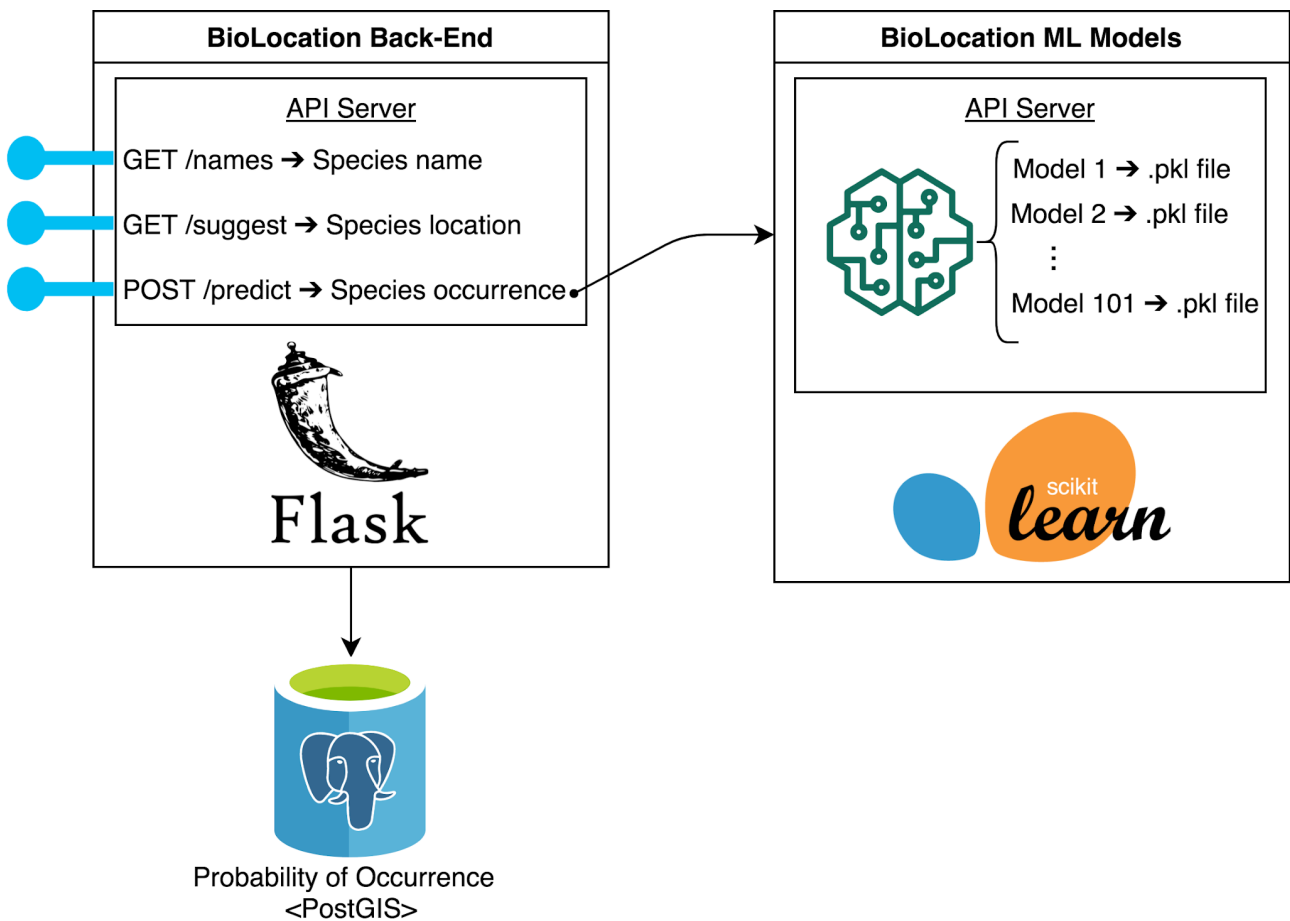 BioLocation Back-End
API Server
GET /names ➔ Species name
GET /suggest ➔ Species location
POST /predict ➔ Species occurrence
Flask
BioLocation ML Models
API Server
Model 1 ➔ .pkl file
Model 2 ➔ .pkl file
⋮
Model 101 ➔ .pkl file
scikit
learn
Probability of Occurrence
<PostGIS>